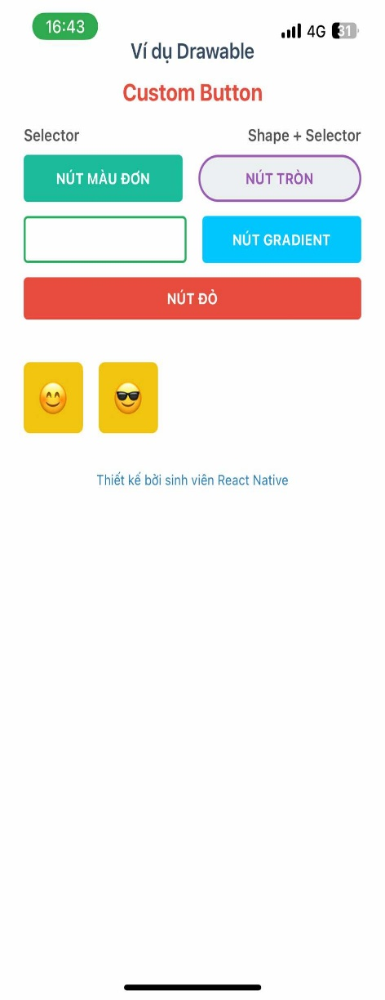 16:43
4G
31
Ví dụ Drawable
Custom Button
Selector
Shape + Selector
NÚT MÀU ĐƠN
NÚT TRÒN
NÚT GRADIENT
NÚT ĐỎ
Thiết kế bởi sinh viên React Native